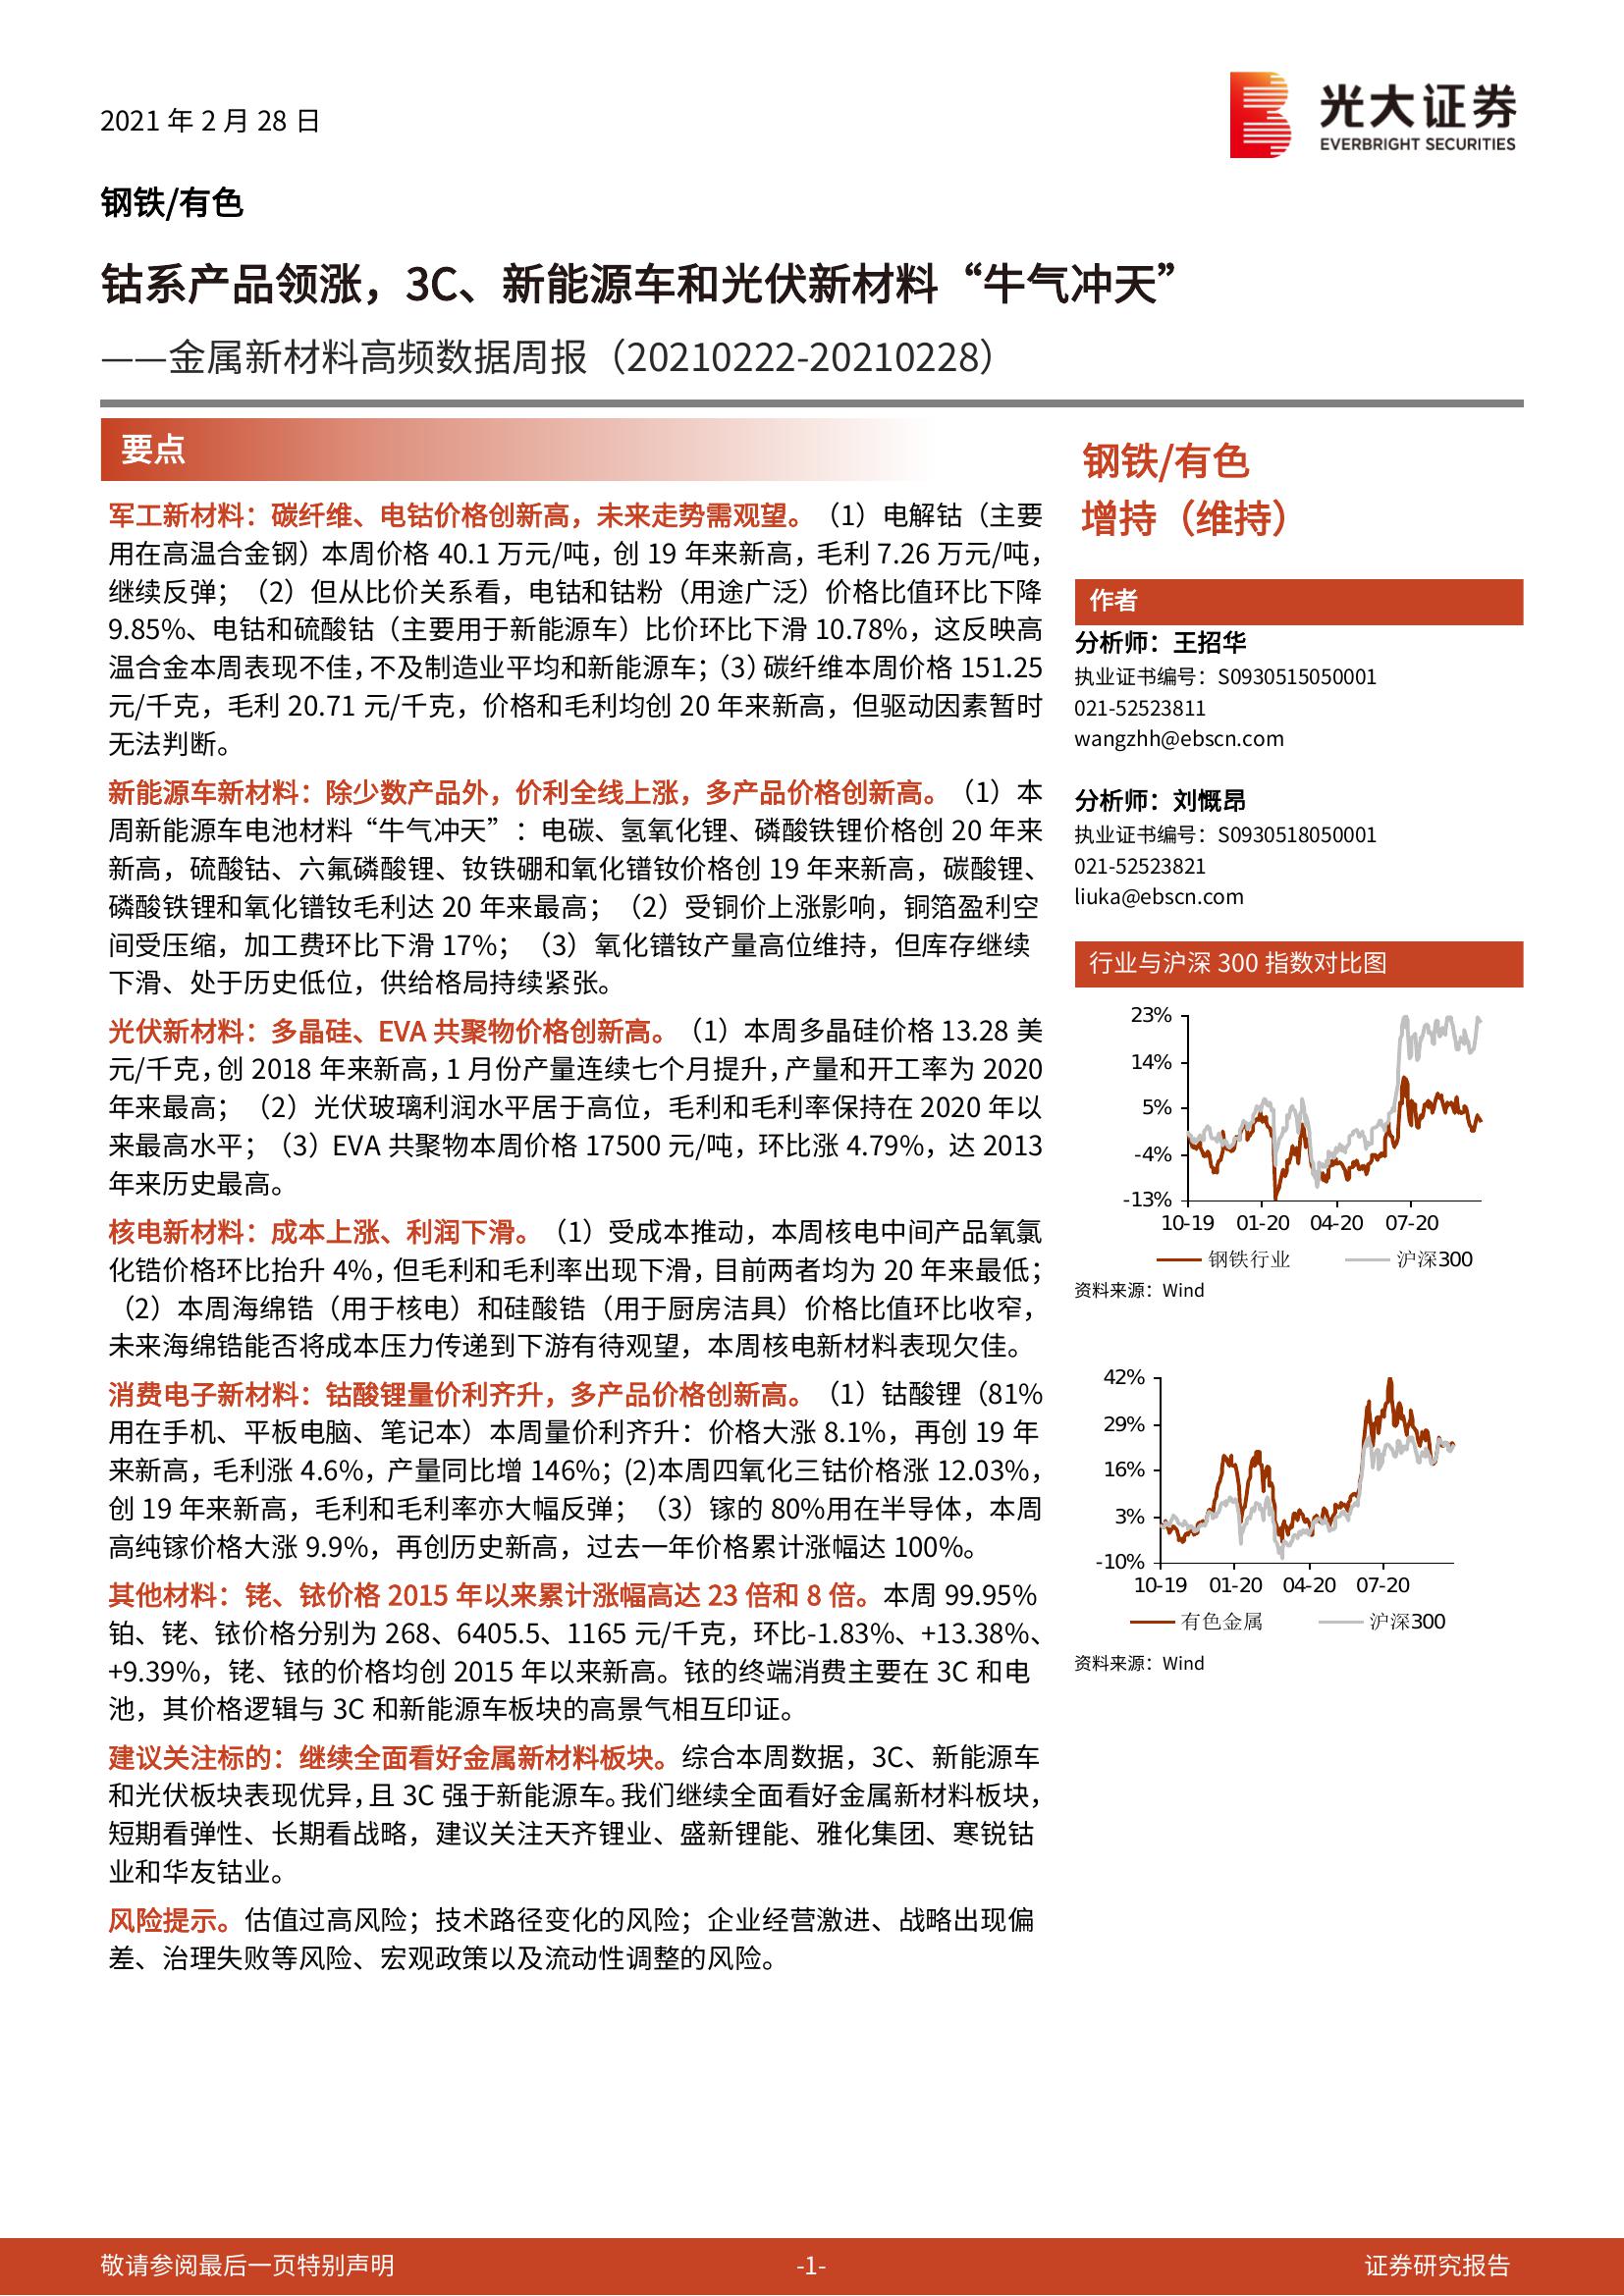 2021 年 2 月 28 日
光大证券
EVERBRIGHT SECURITIES
钢铁/有色
钴系产品领涨，3C、新能源车和光伏新材料“牛气冲天”
——金属新材料高频数据周报（20210222-20210228）
要点
军工新材料：碳纤维、电钴价格创新高，未来走势需观望。（1）电解钴（主要
用在高温合金钢）本周价格 40.1 万元/吨，创 19 年来新高，毛利 7.26 万元/吨，
继续反弹；（2）但从比价关系看，电钴和钴粉（用途广泛）价格比值环比下降
9.85%、电钴和硫酸钴（主要用于新能源车）比价环比下滑 10.78%，这反映高
温合金本周表现不佳，不及制造业平均和新能源车；（3）碳纤维本周价格 151.25
元/千克，毛利 20.71 元/千克，价格和毛利均创 20 年来新高，但驱动因素暂时
无法判断。
新能源车新材料：除少数产品外，价利全线上涨，多产品价格创新高。（1）本
周新能源车电池材料“牛气冲天”：电碳、氢氧化锂、磷酸铁锂价格创 20 年来
新高，硫酸钴、六氟磷酸锂、钕铁硼和氧化镨钕价格创 19 年来新高，碳酸锂、
磷酸铁锂和氧化镨钕毛利达 20 年来最高；（2）受铜价上涨影响，铜箔盈利空
间受压缩，加工费环比下滑 17%；（3）氧化镨钕产量高位维持，但库存继续
下滑、处于历史低位，供给格局持续紧张。
光伏新材料：多晶硅、EVA 共聚物价格创新高。（1）本周多晶硅价格 13.28 美
元/千克，创 2018 年来新高，1 月份产量连续七个月提升，产量和开工率为 2020
年来最高；（2）光伏玻璃利润水平居于高位，毛利和毛利率保持在 2020 年以
来最高水平；（3）EVA 共聚物本周价格 17500 元/吨，环比涨 4.79%，达 2013
年来历史最高。
核电新材料：成本上涨、利润下滑。（1）受成本推动，本周核电中间产品氧氯
化锆价格环比抬升 4%，但毛利和毛利率出现下滑，目前两者均为 20 年来最低；
（2）本周海绵锆（用于核电）和硅酸锆（用于厨房洁具）价格比值环比收窄，
未来海绵锆能否将成本压力传递到下游有待观望，本周核电新材料表现欠佳。
消费电子新材料：钴酸锂量价利齐升，多产品价格创新高。（1）钴酸锂（81%
用在手机、平板电脑、笔记本）本周量价利齐升：价格大涨 8.1%，再创 19 年
来新高，毛利涨 4.6%，产量同比增 146%；(2)本周四氧化三钴价格涨 12.03%，
创 19 年来新高，毛利和毛利率亦大幅反弹；（3）镓的 80%用在半导体，本周
高纯镓价格大涨 9.9%，再创历史新高，过去一年价格累计涨幅达 100%。
其他材料：铑、铱价格 2015 年以来累计涨幅高达 23 倍和 8 倍。本周 99.95%
铂、铑、铱价格分别为 268、6405.5、1165 元/千克，环比-1.83%、+13.38%、
+9.39%，铑、铱的价格均创 2015 年以来新高。铱的终端消费主要在 3C 和电
池，其价格逻辑与 3C 和新能源车板块的高景气相互印证。
建议关注标的：继续全面看好金属新材料板块。综合本周数据，3C、新能源车
和光伏板块表现优异，且 3C 强于新能源车。我们继续全面看好金属新材料板块，
短期看弹性、长期看战略，建议关注天齐锂业、盛新锂能、雅化集团、寒锐钴
业和华友钴业。
风险提示。估值过高风险；技术路径变化的风险；企业经营激进、战略出现偏
差、治理失败等风险、宏观政策以及流动性调整的风险。
钢铁/有色
增持（维持）
作者
分析师：王招华
执业证书编号：S0930515050001
021-52523811
wangzhh@ebscn.com
分析师：刘慨昂
执业证书编号：S0930518050001
021-52523821
liuka@ebscn.com
行业与沪深 300 指数对比图
23%
14%
5%
-4%
-13%
10-19 01-20 04-20 07-20
钢铁行业 沪深300
资料来源：Wind
42%
29%
16%
3%
-10%
10-19 01-20 04-20 07-20
有色金属 沪深300
资料来源：Wind
敬请参阅最后一页特别声明 -1- 证券研究报告